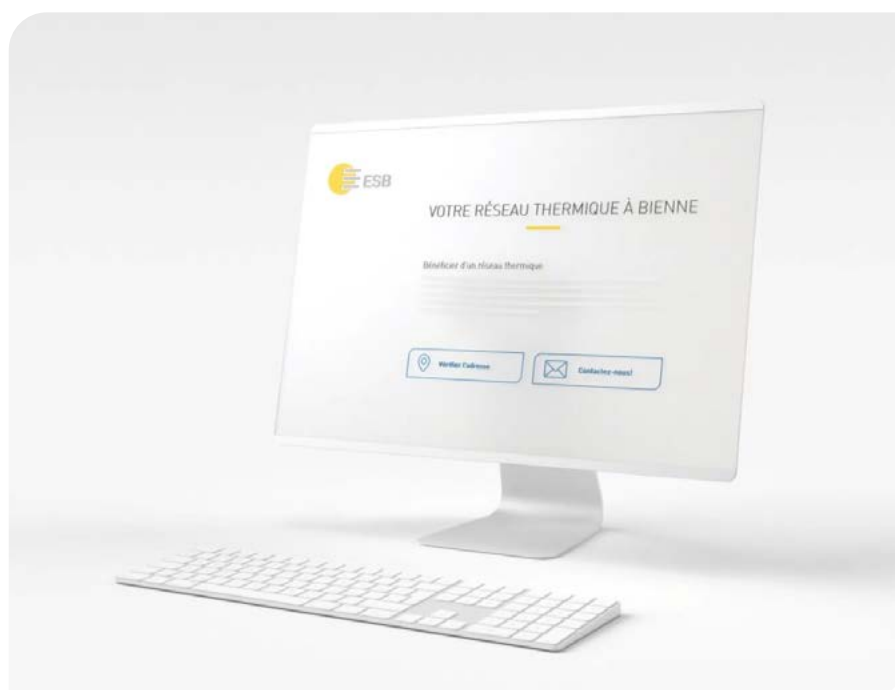 ESB
VOTRE RÉSEAU THERMIQUE À BIENNE
Bénéficier d'un réseau thermique
Vérifier l'adresse
Contactez-nous!